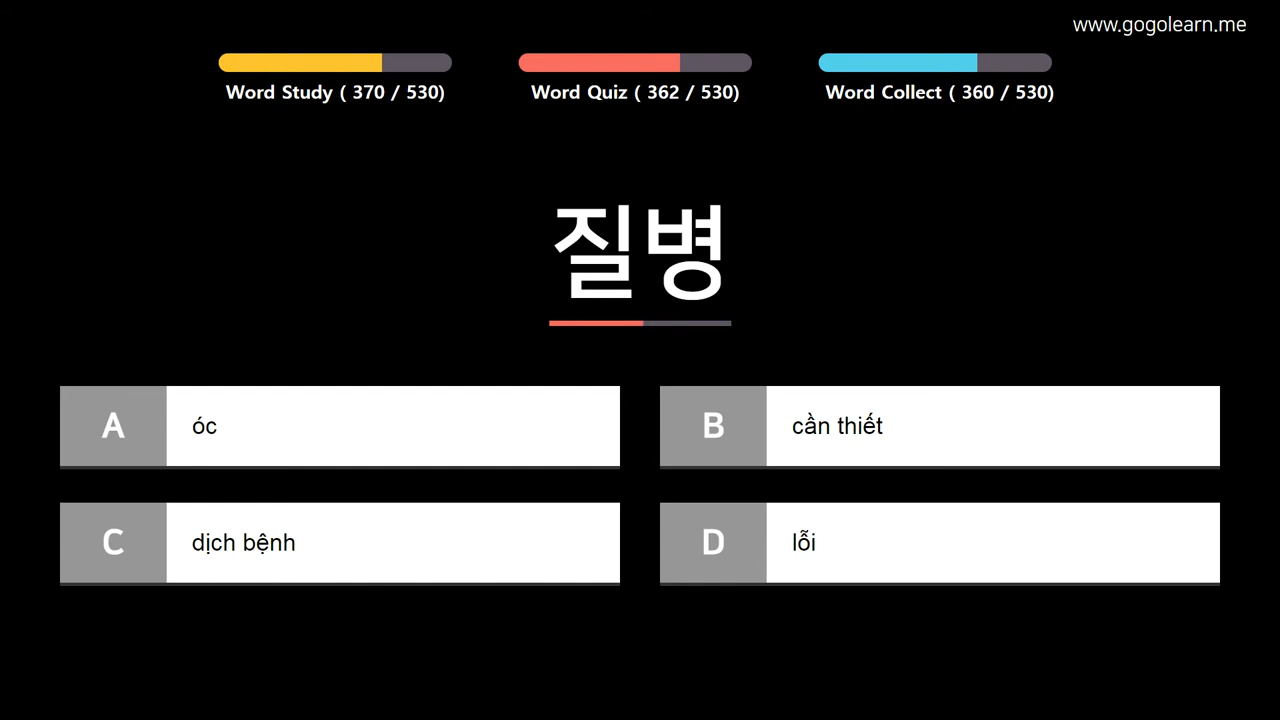 www.gogolearn.me
Word Study ( 370 / 530)
Word Quiz ( 362 / 530)
Word Collect ( 360 / 530)
질병
A óc
B cần thiết
C dịch bệnh
D lỗi